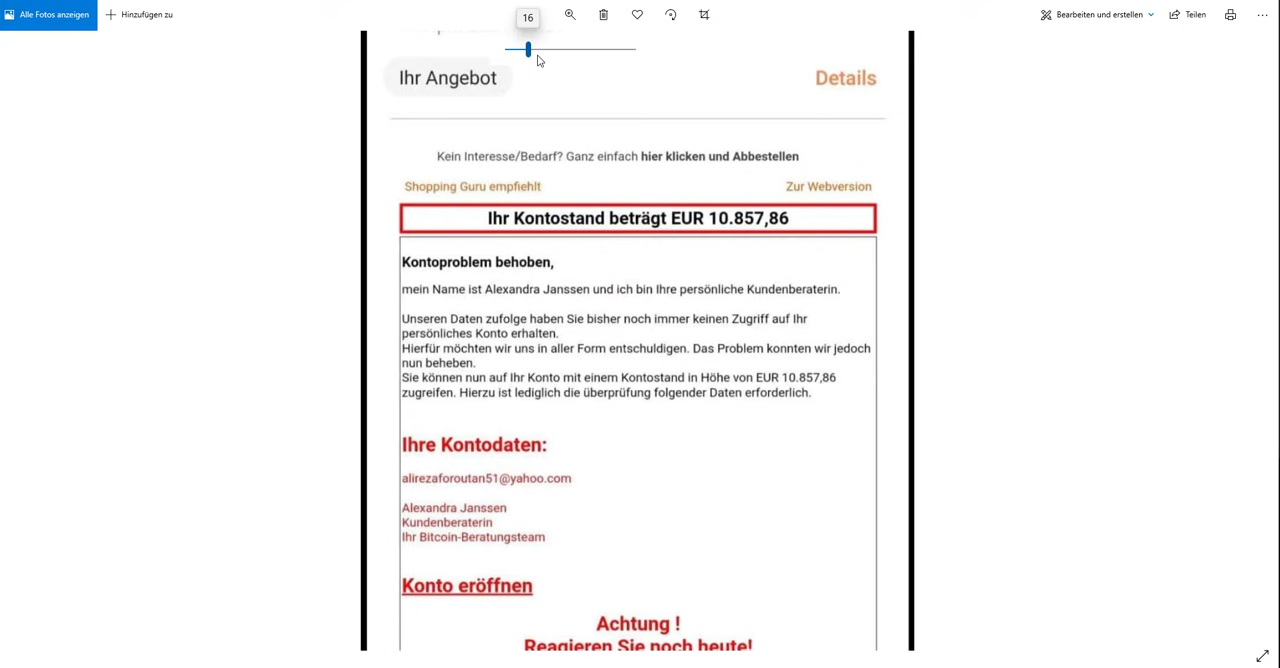 Alle Fotos anzeigen
Hinzufügen zu
16
Bearbeiten und erstellen
Teilen
Ihr Angebot
Details
Kein Interesse/Bedarf? Ganz einfach hier klicken und Abbestellen
Shopping Guru empfiehlt
Zur Webversion
Ihr Kontostand beträgt EUR 10.857,86
Kontoproblem behoben,
mein Name ist Alexandra Janssen und ich bin Ihre persönliche Kundenberaterin.
Unseren Daten zufolge haben Sie bisher noch immer keinen Zugriff auf Ihr
persönliches Konto erhalten.
Hierfür möchten wir uns in aller Form entschuldigen. Das Problem konnten wir jedoch
nun beheben.
Sie können nun auf Ihr Konto mit einem Kontostand in Höhe von EUR 10.857,86
zugreifen. Hierzu ist lediglich die überprüfung folgender Daten erforderlich.
Ihre Kontodaten:
alirezaforoutan51@yahoo.com
Alexandra Janssen
Kundenberaterin
Ihr Bitcoin-Beratungsteam
Konto eröffnen
Achtung !
Reagieren Sie noch heute!